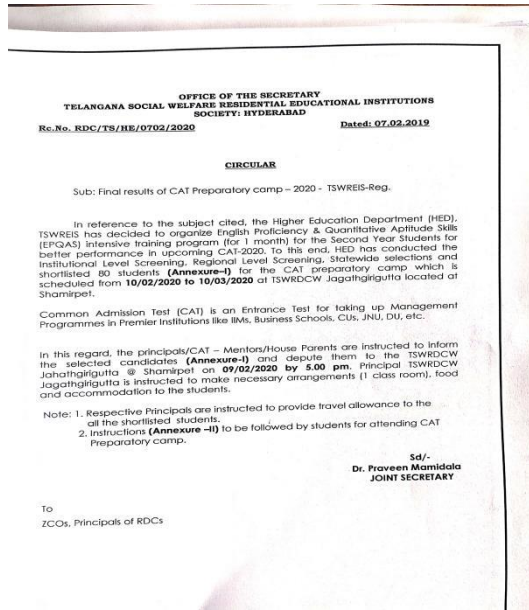 OFFICE OF THE SECRETARY
TELANGANA SOCIAL WELFARE RESIDENTIAL EDUCATIONAL INSTITUTIONS
SOCIETY: HYDERABAD
Rc.No. RDC/TS/HE/0702/2020 Dated: 07.02.2019
CIRCULAR
Sub: Final results of CAT Preparatory camp – 2020 - TSWREIS-Reg.
In reference to the subject cited, the Higher Education Department (HED),
TSWREIS has decided to organize English Proficiency & Quantitative Aptitude Skills
(EPQAS) intensive training program (for 1 month) for the Second Year Students for
better performance in upcoming CAT-2020. To this end, HED has conducted the
Institutional Level Screening, Regional Level Screening, Statewide selections and
shortlisted 80 students (Annexure–I) for the CAT preparatory camp which is
scheduled from 10/02/2020 to 10/03/2020 at TSWRDCW Jagathgirigutta located at
Shamirpet.
Common Admission Test (CAT) is an Entrance Test for taking up Management
Programmes in Premier Institutions like IIMs, Business Schools, CUs, JNU, DU, etc.
In this regard, the principals/CAT – Mentors/House Parents are instructed to inform
the selected candidates (Annexure-I) and depute them to the TSWRDCW
Jahathgirigutta @ Shamirpet on 09/02/2020 by 5.00 pm. Principal TSWRDCW
Jagathgirigutta is instructed to make necessary arrangements (1 class room), food
and accommodation to the students.
Note: 1. Respective Principals are instructed to provide travel allowance to the
all the shortlisted students.
2. Instructions (Annexure –II) to be followed by students for attending CAT
Preparatory camp.
Sd/-
Dr. Praveen Mamidala
JOINT SECRETARY
To
ZCOs, Principals of RDCs